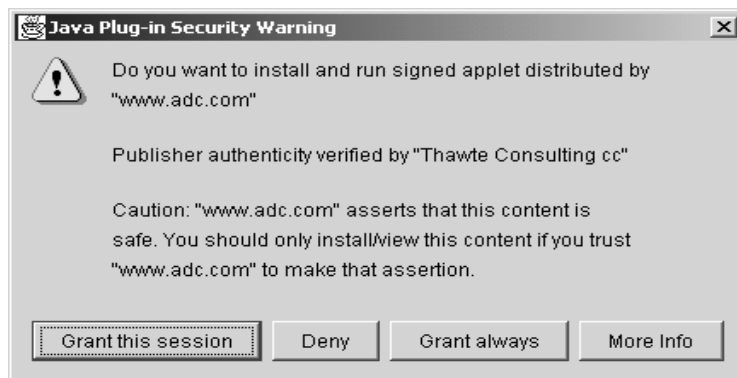 Java Plug-in Security Warning
Do you want to install and run signed applet distributed by
"www.adc.com"
Publisher authenticity verified by "Thawte Consulting cc"
Caution: "www.adc.com" asserts that this content is
safe. You should only install/view this content if you trust
"www.adc.com" to make that assertion.
Grant this session Deny Grant always More Info